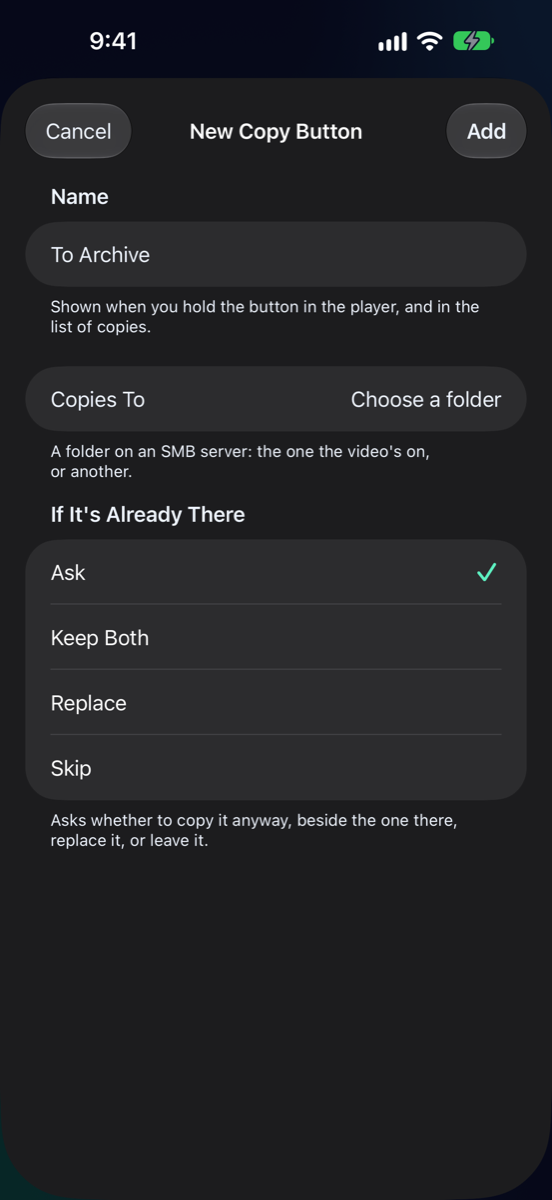 9:41
Cancel
New Copy Button
Add
Name
To Archive
Shown when you hold the button in the player, and in the
list of copies.
Copies To
Choose a folder
A folder on an SMB server: the one the video's on,
or another.
If It's Already There
Ask
Keep Both
Replace
Skip
Asks whether to copy it anyway, beside the one there,
replace it, or leave it.